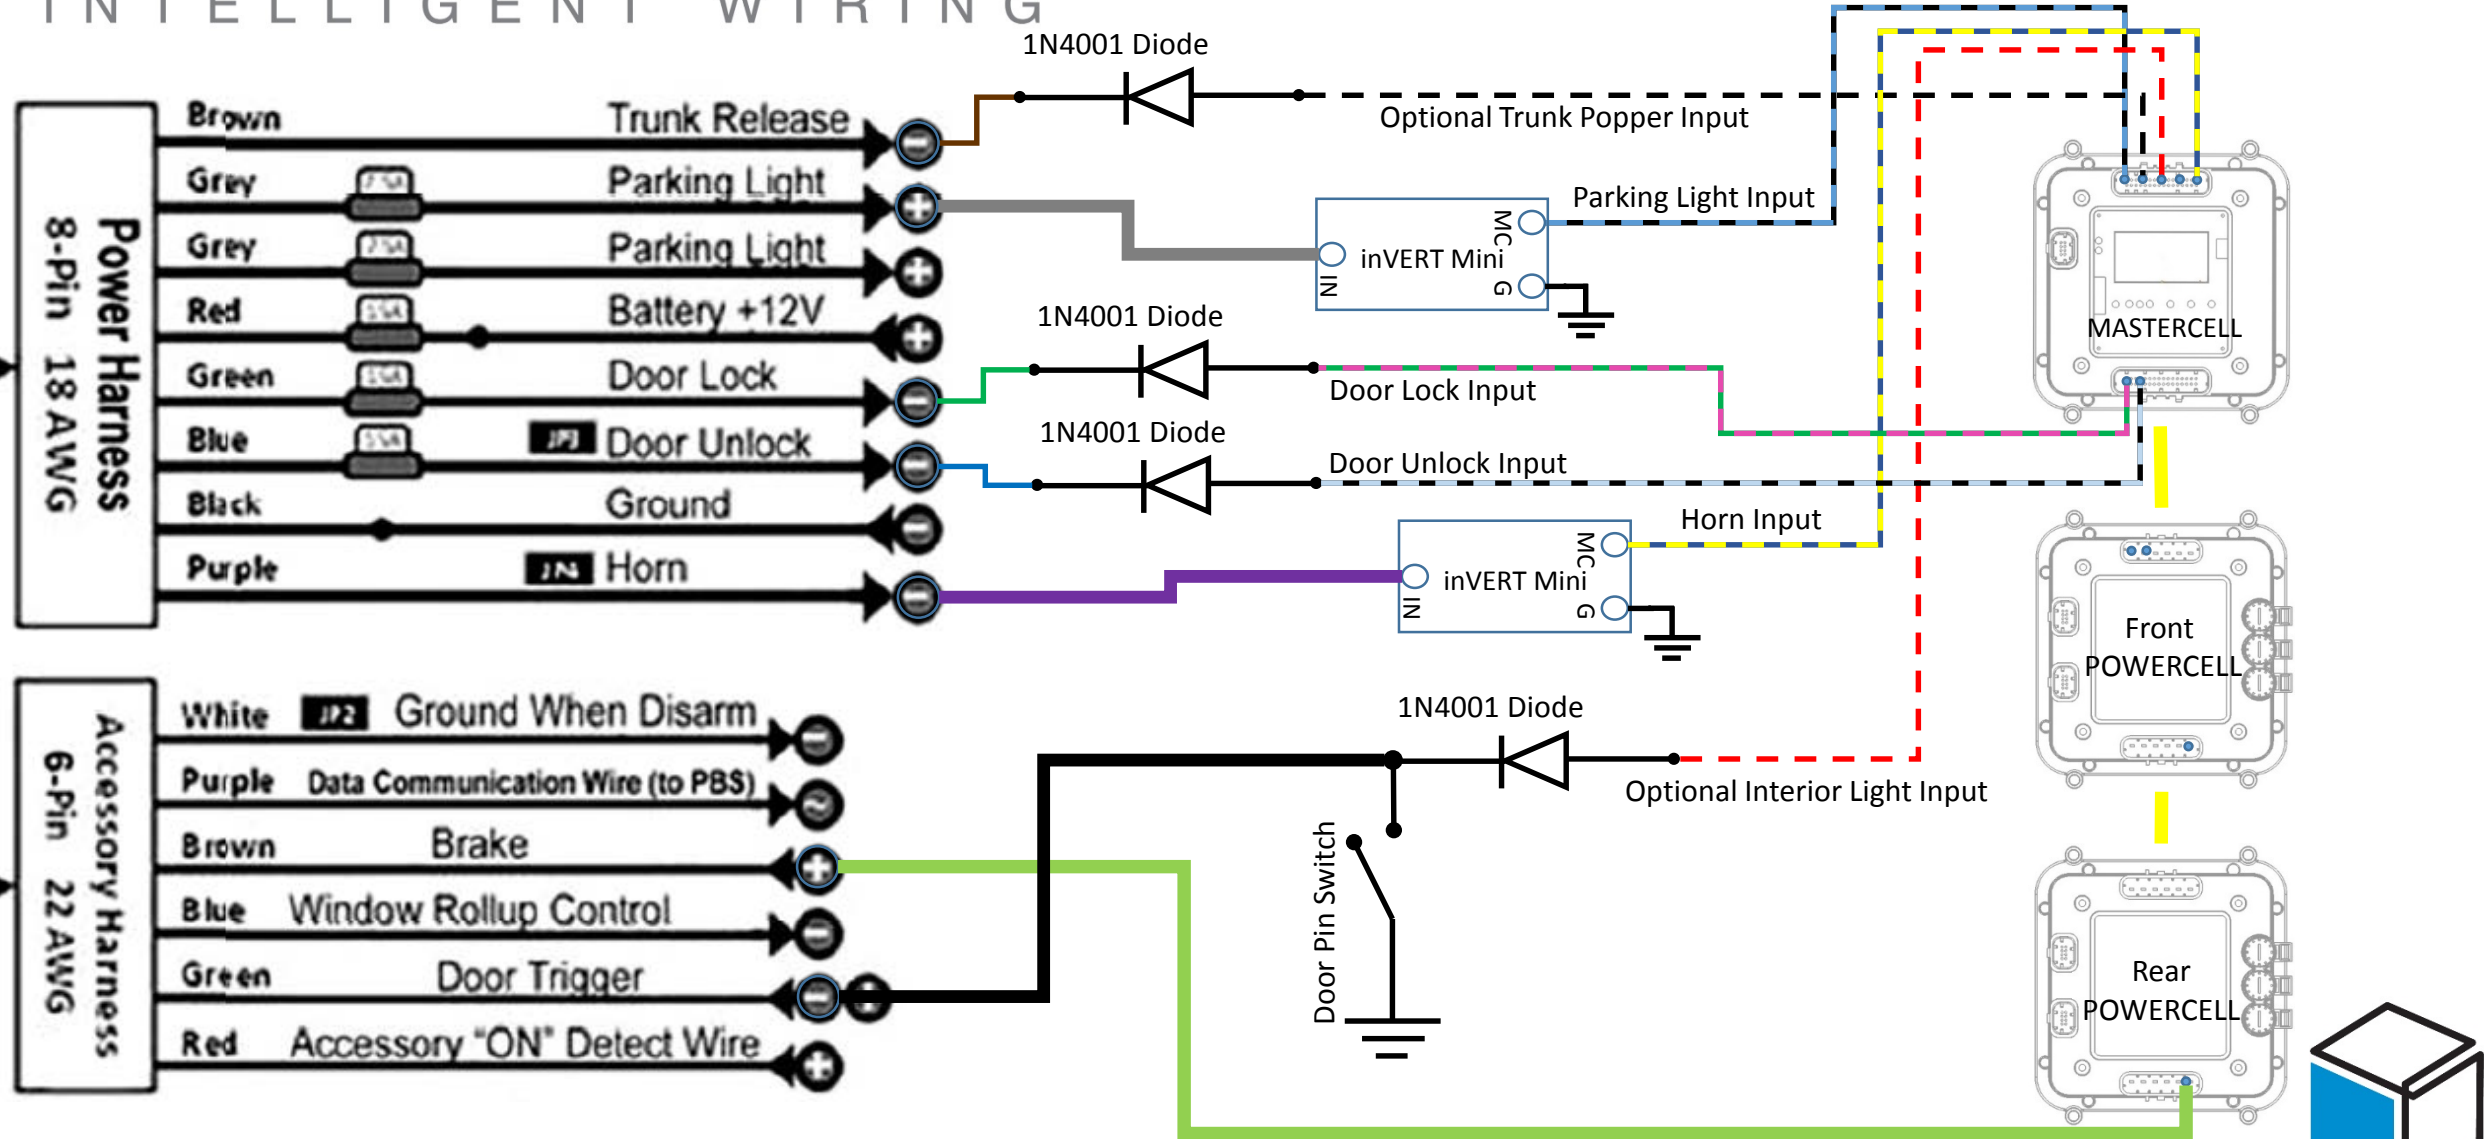 INTELLIGENT WIRING
1N4001 Diode
Brown Trunk Release
Optional Trunk Popper Input
Grey Parking Light
Parking Light Input
MC
inVERT Mini
IN
G
Grey Parking Light
Red Battery +12V
1N4001 Diode
MASTERCELL
Green Door Lock
Door Lock Input
1N4001 Diode
Blue JP3 Door Unlock
Door Unlock Input
Black Ground
Horn Input
Purple JP4 Horn
MC
inVERT Mini
IN
G
Power Harness
8-Pin 18 AWG
Front
POWERCELL
White JP2 Ground When Disarm
1N4001 Diode
Purple Data Communication Wire (to PBS)
Optional Interior Light Input
Brown Brake
Door Pin Switch
Blue Window Rollup Control
Green Door Trigger
Red Accessory "ON" Detect Wire
Accessory Harness
6-Pin 22 AWG
Rear
POWERCELL